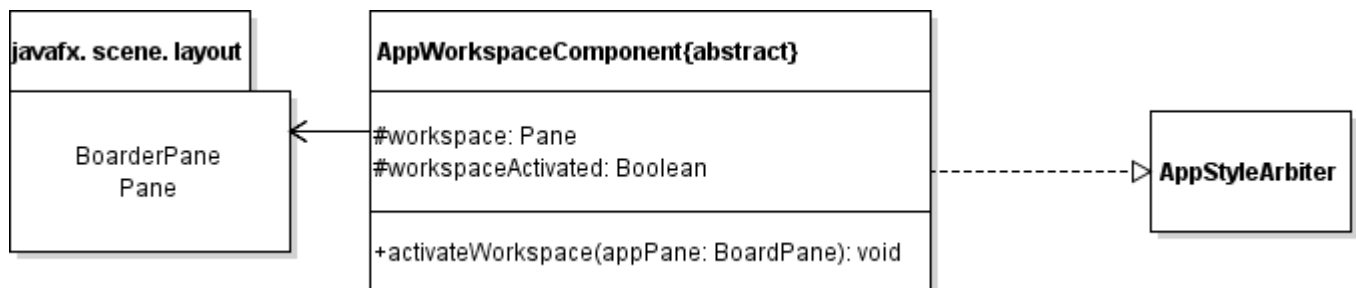 javafx. scene. layout
BoarderPane
Pane
AppWorkspaceComponent{abstract}
#workspace: Pane
#workspaceActivated: Boolean
+activateWorkspace(appPane: BoardPane): void
AppStyleArbiter